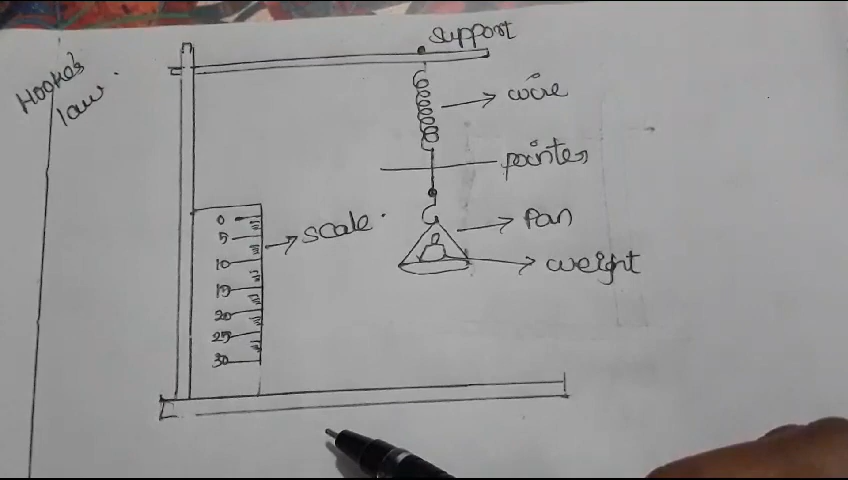 Hooke's
law.
support
wire
pointer
scale.
pan
weight
0
5
10
15
20
25
30